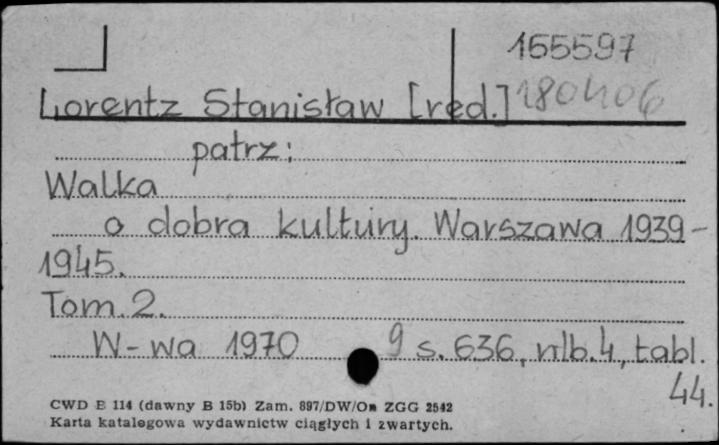 155597
Lorentz Stanisław [red.] 180406
patrz:
Walka
o dobra kultury. Warszawa 1939-
1945.
Tom 2.
W-wa 1970 9 s. 636, nlb. 4, tabl.
44.
CWD E 114 (dawny B 15b) Zam. 897/DW/On ZGG 2542
Karta katalogowa wydawnictw ciągłych i zwartych.